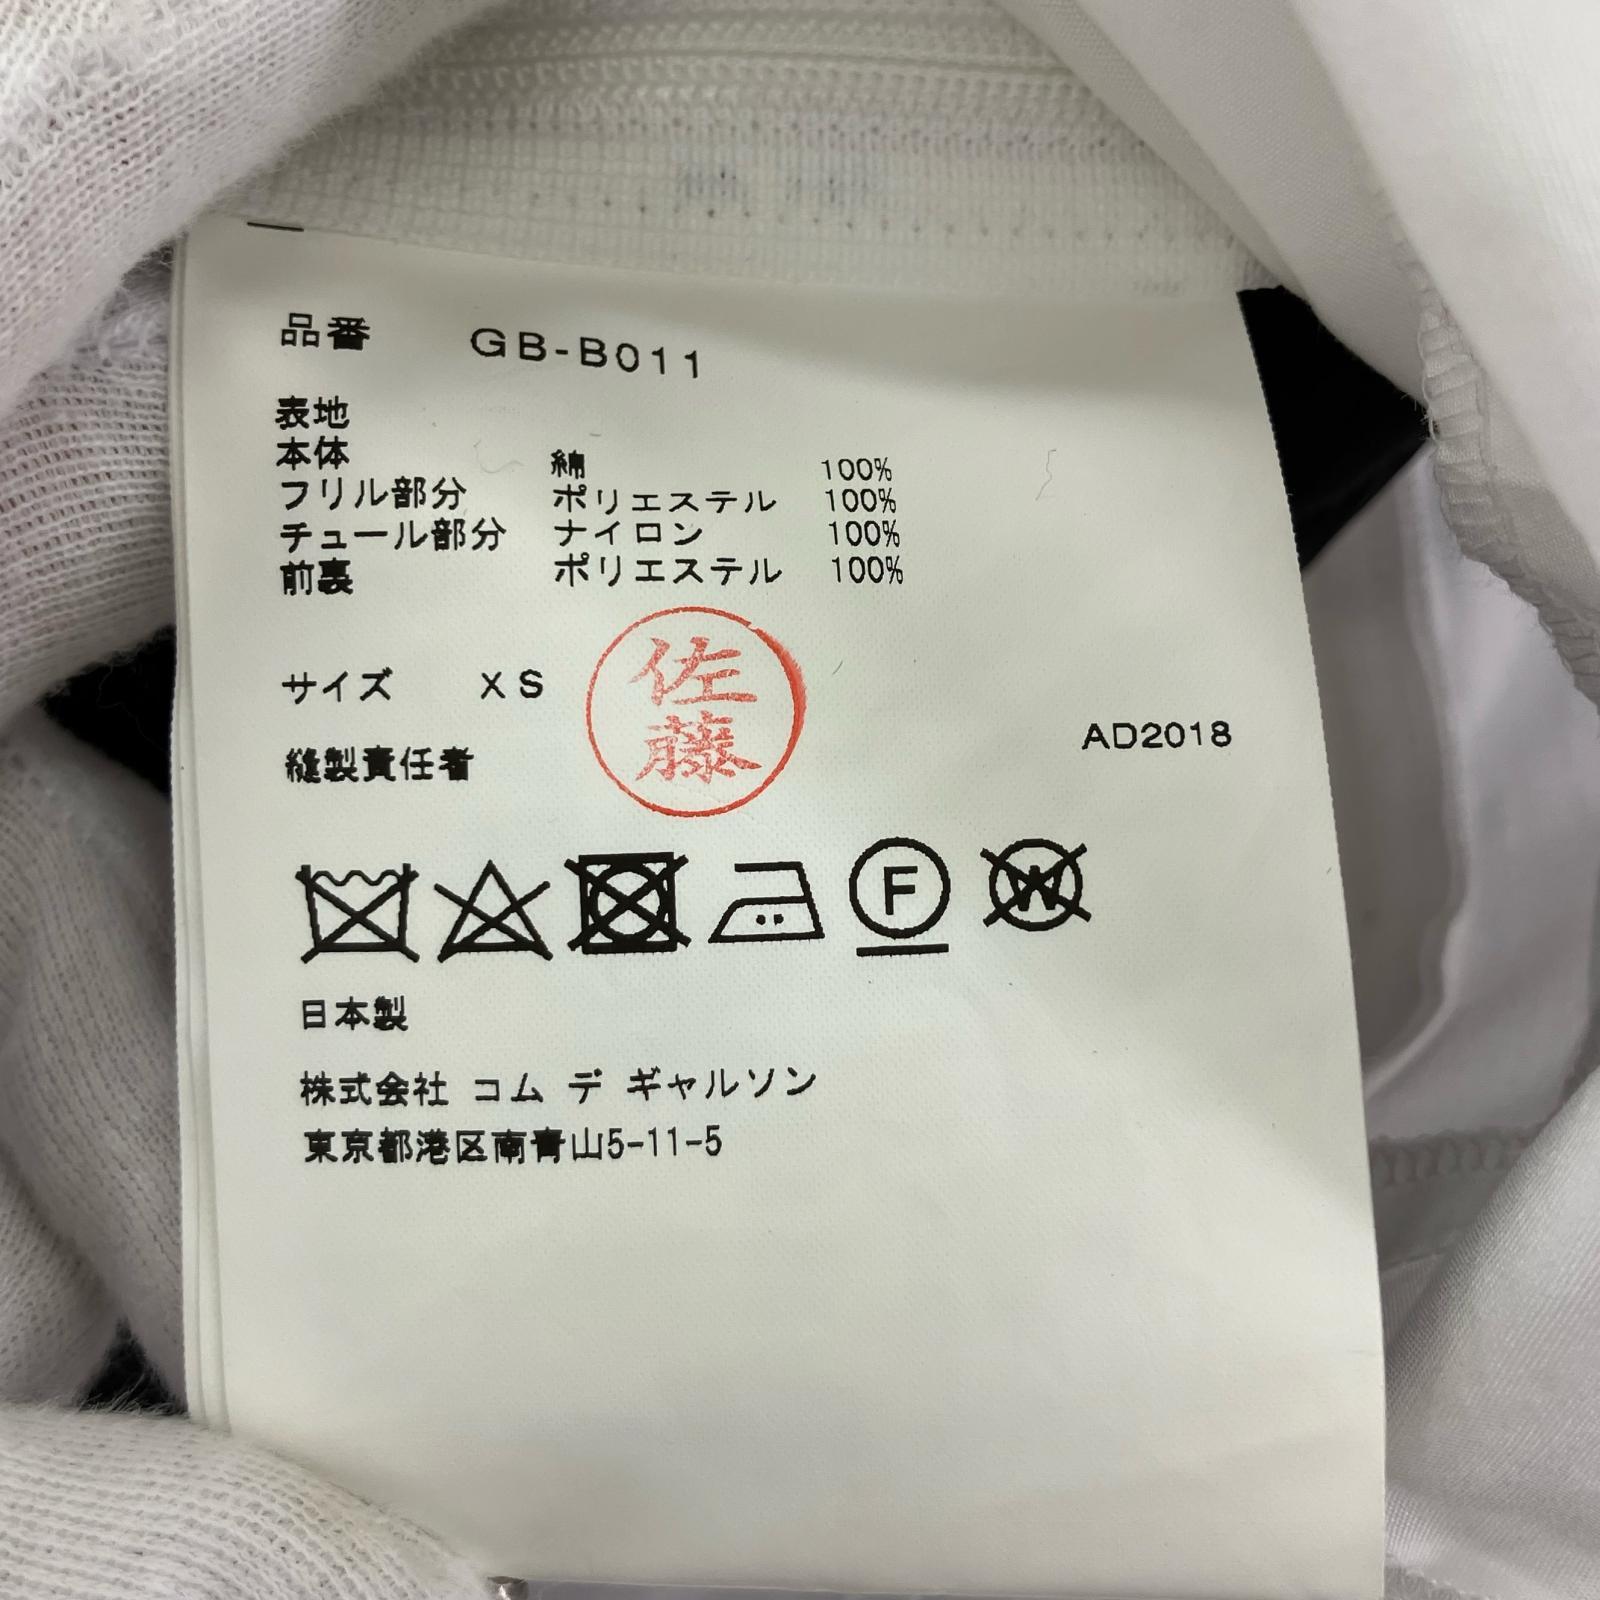 品番 GB-B011
表地
本体 綿 100%
フリル部分 ポリエステル 100%
チュール部分 ナイロン 100%
前裏 ポリエステル 100%
サイズ XS
佐藤
縫製責任者
AD2018
F
W
日本製
株式会社 コム デ ギャルソン
東京都港区南青山5-11-5